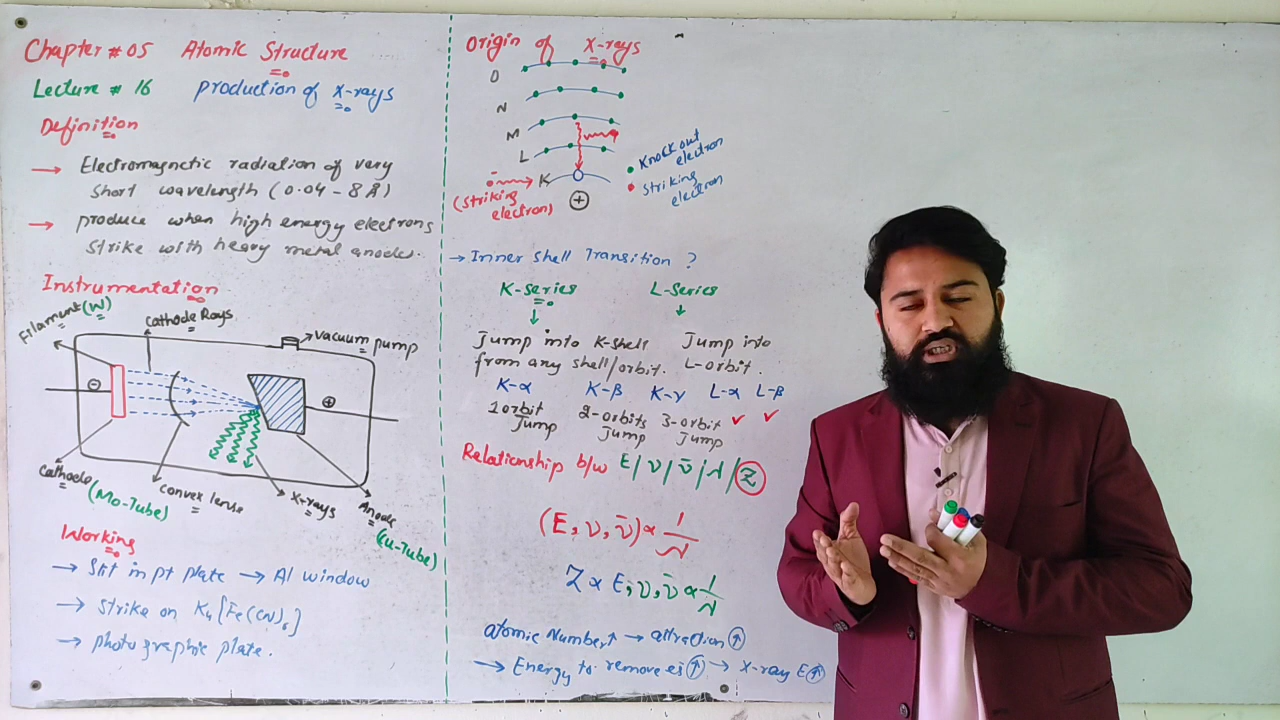 Chapter # 05 Atomic Structure
Lecture # 16 production of X-rays
Definition
→ Electromagnetic radiation of very
short wavelength (0.04 - 8 Å)
→ produce when high energy electrons
strike with heavy metal anodes.
Instrumentation
Filament (W)
Cathode Rays
vacuum pump
⊖
⊕
Cathode
(Mo-Tube)
convex lense
X-rays
Anode
(Cu-Tube)
Working
→ Slit in pt plate → Al window
→ strike on K4[Fe(CN)6]
→ photographic plate.
Origin of X-rays
O
N
M
L
K
⊕
(Striking
electron)
• Knock out
electron
• Striking
electron
→ Inner shell Transition ?
K-series L-series
↓ ↓
Jump into K-shell Jump into
from any shell/orbit. L-orbit.
K-α K-β K-γ L-α L-β
1 orbit 2-orbits 3-orbit ✓ ✓
Jump Jump Jump
Relationship b/w E/ν/ν̄/λ/Z
(E, ν, ν̄) ∝ 1/λ
Z ∝ E, ν, ν̄ ∝ 1/λ
atomic Number↑ → attraction ↑
→ Energy to remove es ↑ → X-ray E ↑